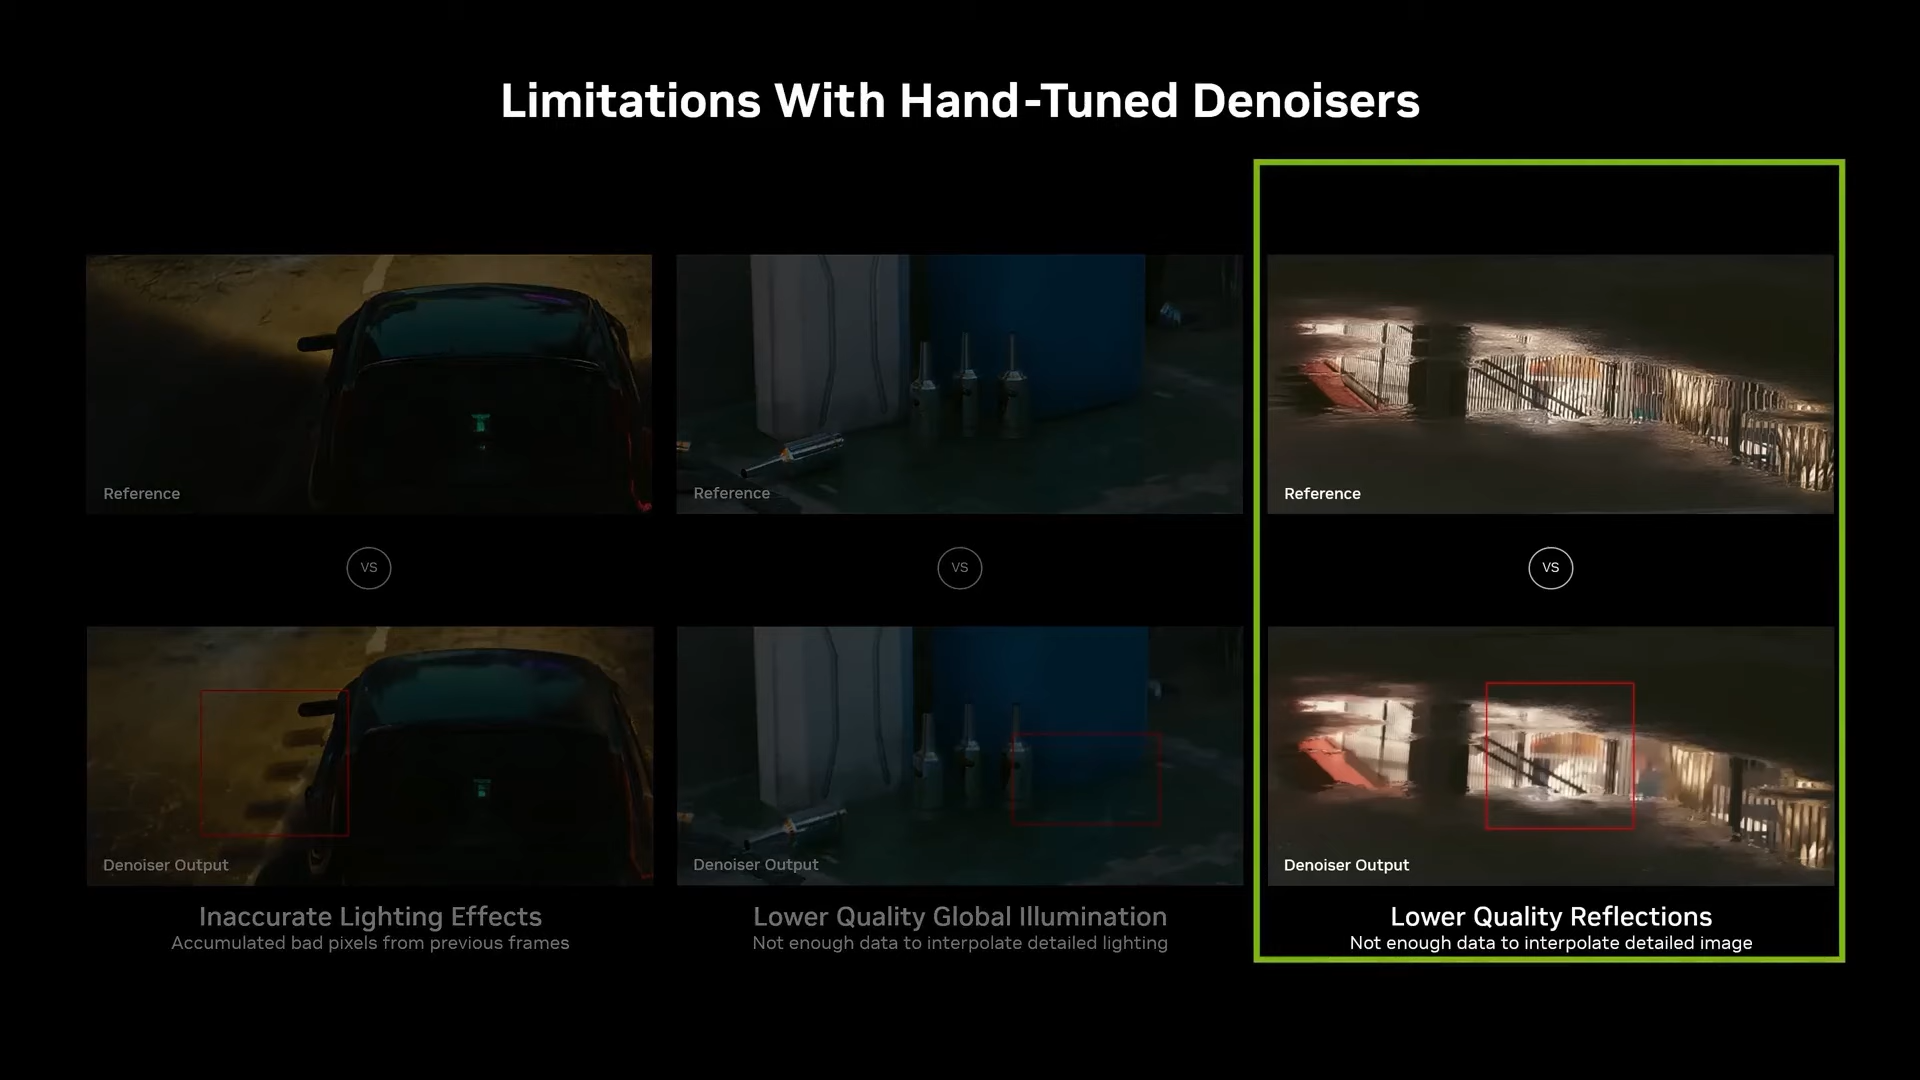 Limitations With Hand-Tuned Denoisers
Reference
Reference
Reference
VS
VS
VS
Denoiser Output
Denoiser Output
Denoiser Output
Inaccurate Lighting Effects
Accumulated bad pixels from previous frames
Lower Quality Global Illumination
Not enough data to interpolate detailed lighting
Lower Quality Reflections
Not enough data to interpolate detailed image